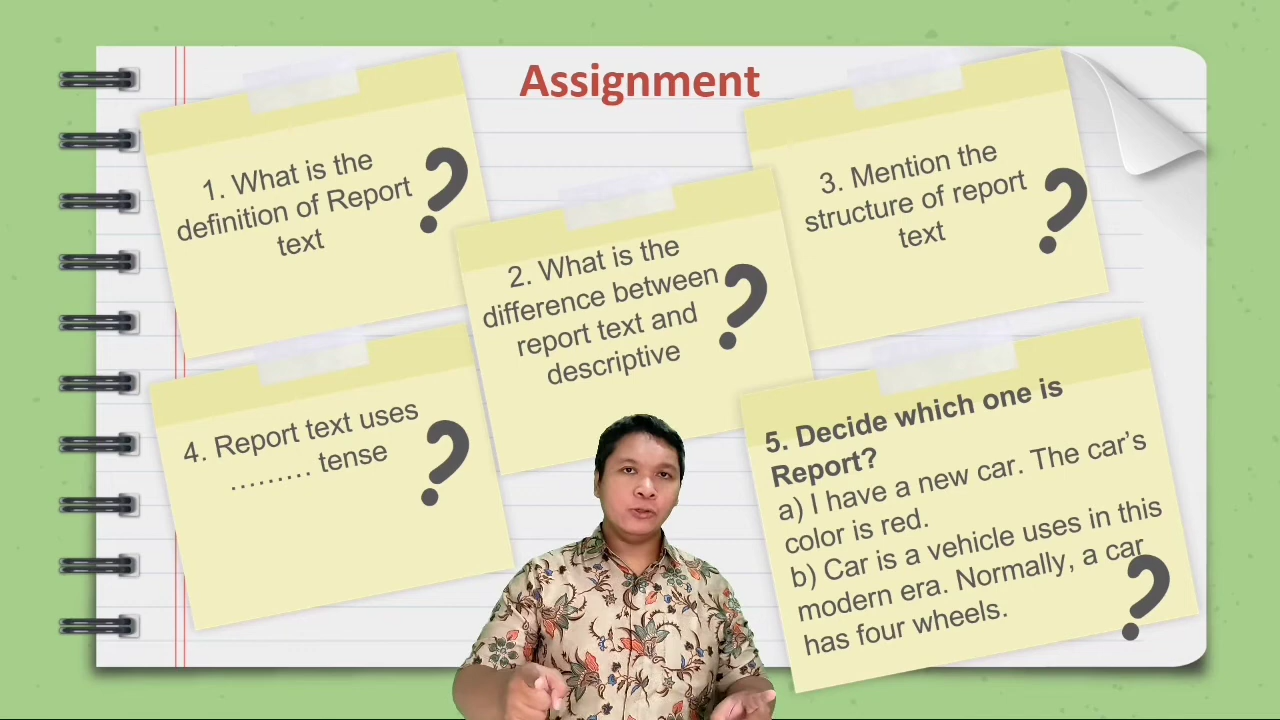 Assignment
1. What is the
definition of Report
text
?
2. What is the
difference between
report text and
descriptive
?
3. Mention the
structure of report
text
?
4. Report text uses
……… tense
?
5. Decide which one is
Report?
a) I have a new car. The car’s
color is red.
b) Car is a vehicle uses in this
modern era. Normally, a car
has four wheels.
?